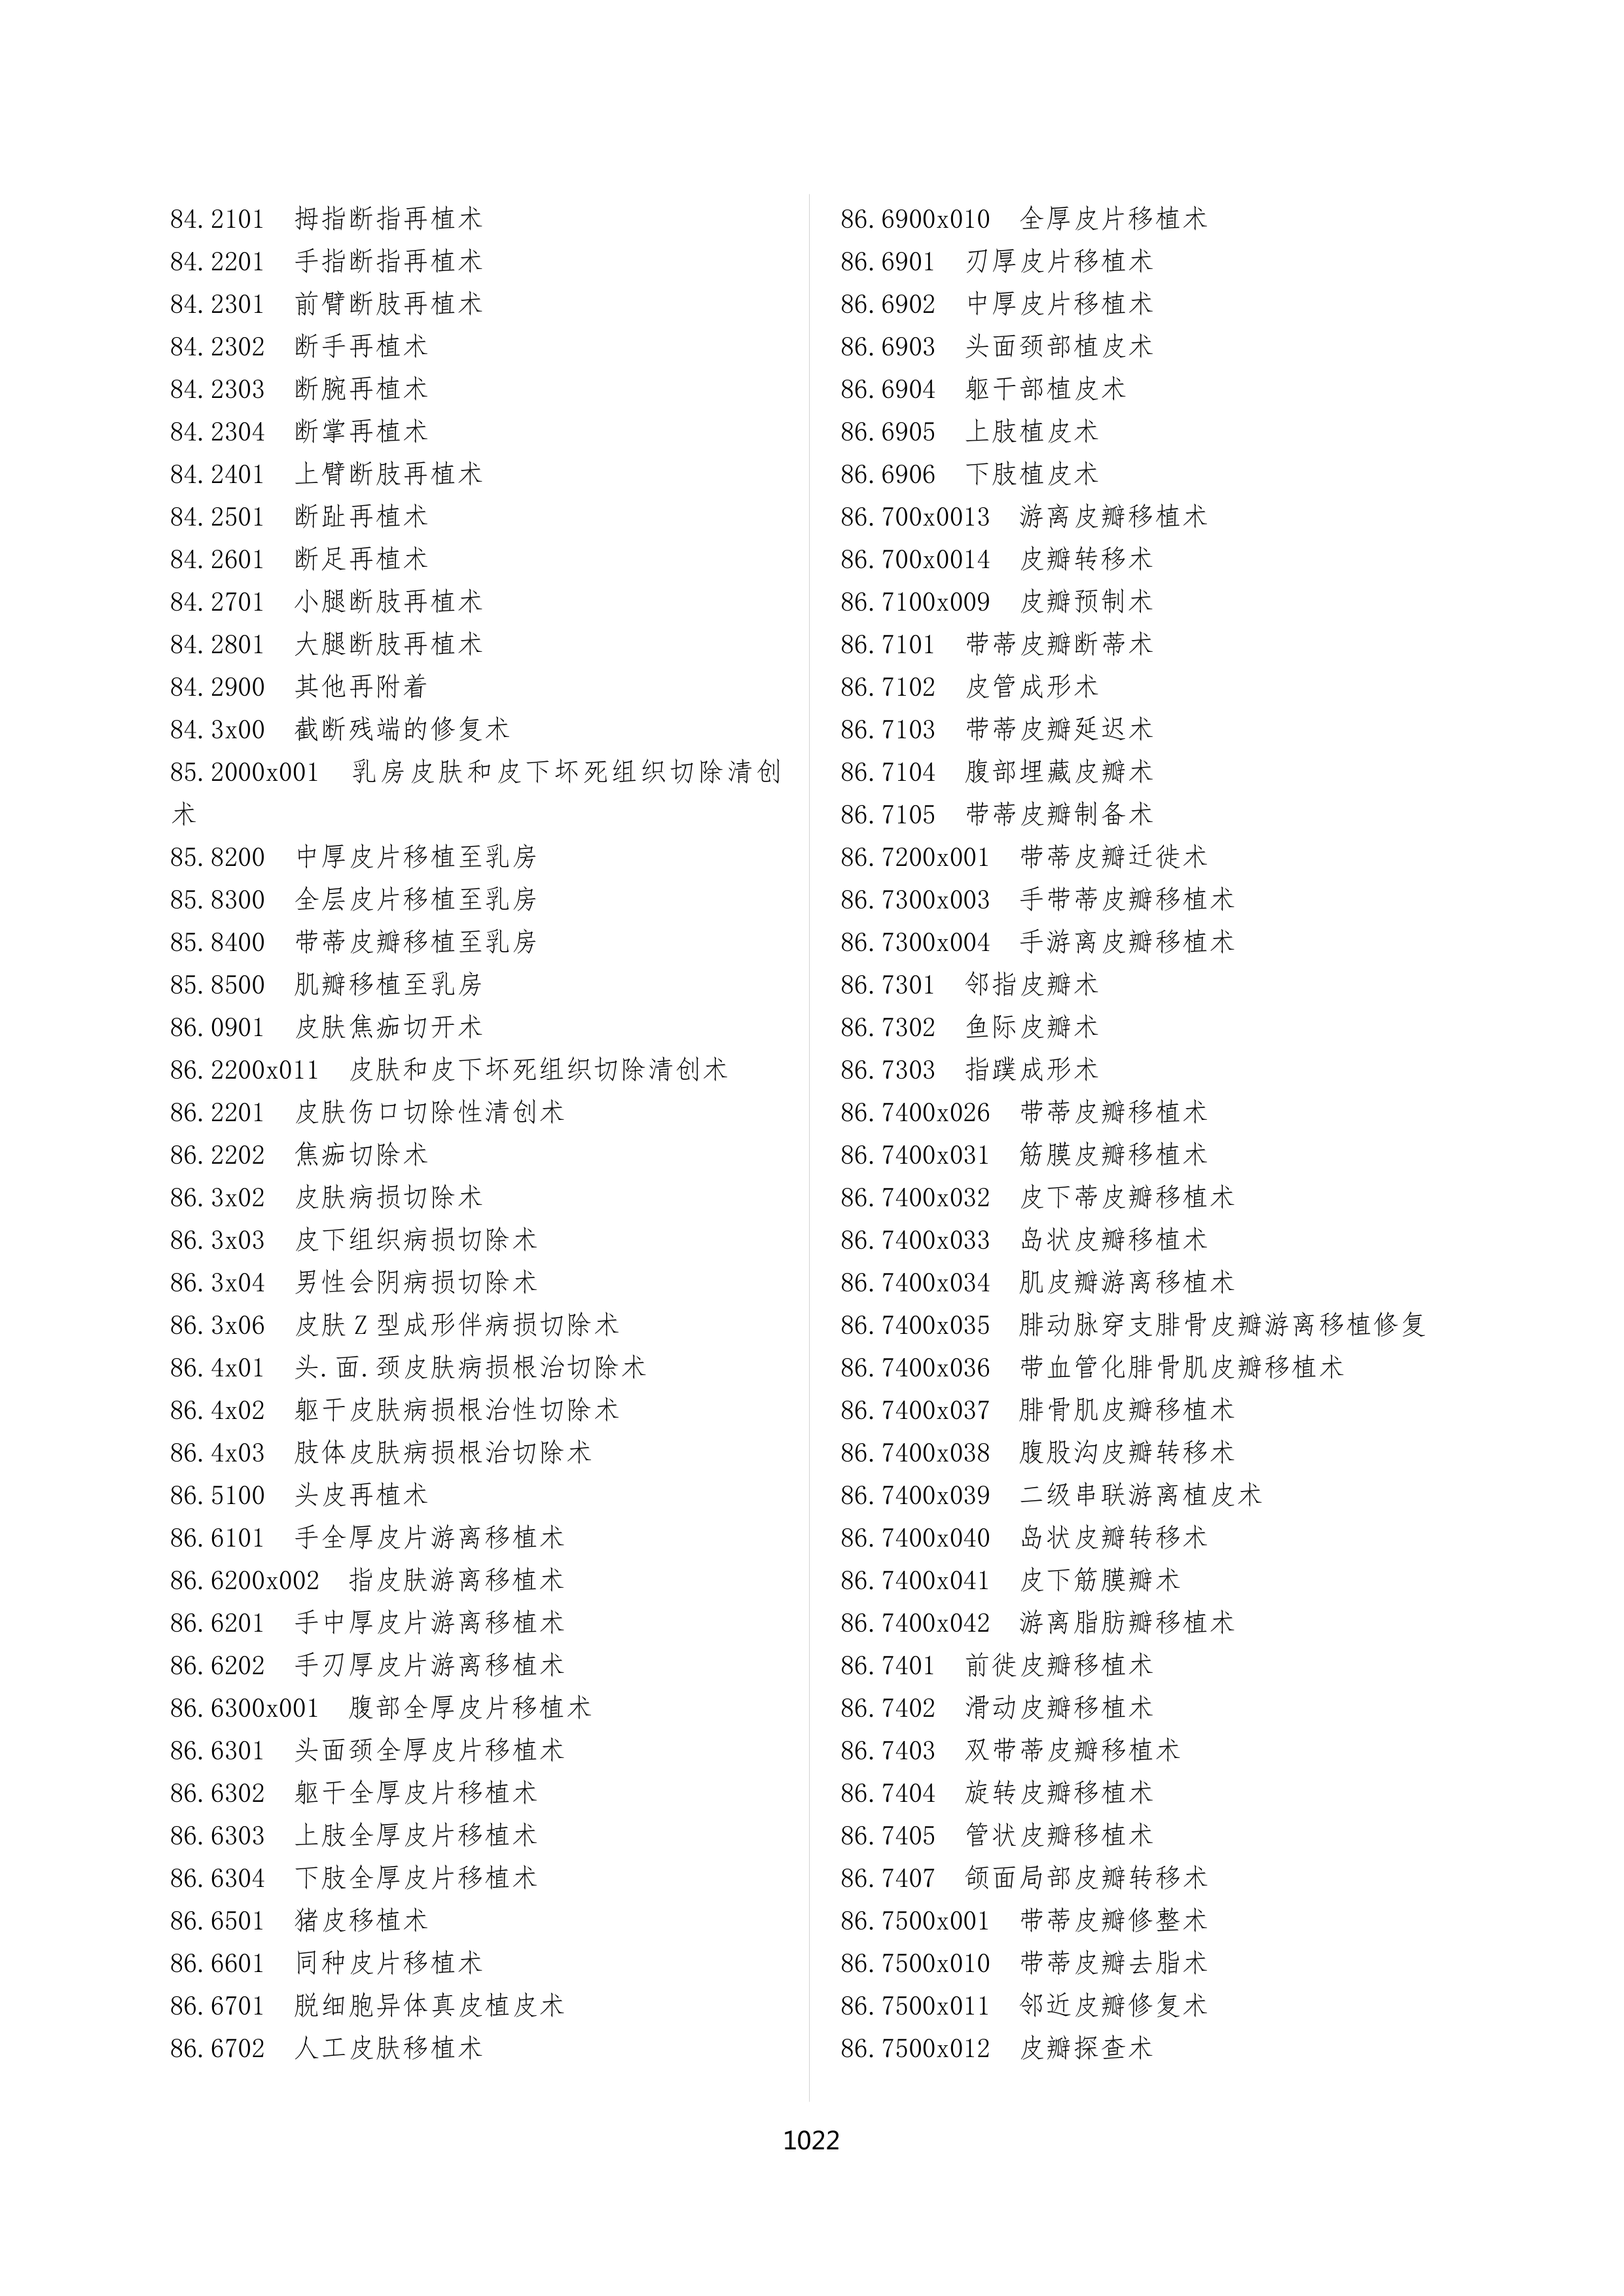 84.2101 拇指断指再植术
84.2201 手指断指再植术
84.2301 前臂断肢再植术
84.2302 断手再植术
84.2303 断腕再植术
84.2304 断掌再植术
84.2401 上臂断肢再植术
84.2501 断趾再植术
84.2601 断足再植术
84.2701 小腿断肢再植术
84.2801 大腿断肢再植术
84.2900 其他再附着
84.3x00 截断残端的修复术
85.2000x001 乳房皮肤和皮下坏死组织切除清创
术
85.8200 中厚皮片移植至乳房
85.8300 全层皮片移植至乳房
85.8400 带蒂皮瓣移植至乳房
85.8500 肌瓣移植至乳房
86.0901 皮肤焦痂切开术
86.2200x011 皮肤和皮下坏死组织切除清创术
86.2201 皮肤伤口切除性清创术
86.2202 焦痂切除术
86.3x02 皮肤病损切除术
86.3x03 皮下组织病损切除术
86.3x04 男性会阴病损切除术
86.3x06 皮肤 Z 型成形伴病损切除术
86.4x01 头.面.颈皮肤病损根治切除术
86.4x02 躯干皮肤病损根治性切除术
86.4x03 肢体皮肤病损根治切除术
86.5100 头皮再植术
86.6101 手全厚皮片游离移植术
86.6200x002 指皮肤游离移植术
86.6201 手中厚皮片游离移植术
86.6202 手刃厚皮片游离移植术
86.6300x001 腹部全厚皮片移植术
86.6301 头面颈全厚皮片移植术
86.6302 躯干全厚皮片移植术
86.6303 上肢全厚皮片移植术
86.6304 下肢全厚皮片移植术
86.6501 猪皮移植术
86.6601 同种皮片移植术
86.6701 脱细胞异体真皮植皮术
86.6702 人工皮肤移植术
86.6900x010 全厚皮片移植术
86.6901 刃厚皮片移植术
86.6902 中厚皮片移植术
86.6903 头面颈部植皮术
86.6904 躯干部植皮术
86.6905 上肢植皮术
86.6906 下肢植皮术
86.700x0013 游离皮瓣移植术
86.700x0014 皮瓣转移术
86.7100x009 皮瓣预制术
86.7101 带蒂皮瓣断蒂术
86.7102 皮管成形术
86.7103 带蒂皮瓣延迟术
86.7104 腹部埋藏皮瓣术
86.7105 带蒂皮瓣制备术
86.7200x001 带蒂皮瓣迁徙术
86.7300x003 手带蒂皮瓣移植术
86.7300x004 手游离皮瓣移植术
86.7301 邻指皮瓣术
86.7302 鱼际皮瓣术
86.7303 指蹼成形术
86.7400x026 带蒂皮瓣移植术
86.7400x031 筋膜皮瓣移植术
86.7400x032 皮下蒂皮瓣移植术
86.7400x033 岛状皮瓣移植术
86.7400x034 肌皮瓣游离移植术
86.7400x035 腓动脉穿支腓骨皮瓣游离移植修复
86.7400x036 带血管化腓骨肌皮瓣移植术
86.7400x037 腓骨肌皮瓣移植术
86.7400x038 腹股沟皮瓣转移术
86.7400x039 二级串联游离植皮术
86.7400x040 岛状皮瓣转移术
86.7400x041 皮下筋膜瓣术
86.7400x042 游离脂肪瓣移植术
86.7401 前徙皮瓣移植术
86.7402 滑动皮瓣移植术
86.7403 双带蒂皮瓣移植术
86.7404 旋转皮瓣移植术
86.7405 管状皮瓣移植术
86.7407 颌面局部皮瓣转移术
86.7500x001 带蒂皮瓣修整术
86.7500x010 带蒂皮瓣去脂术
86.7500x011 邻近皮瓣修复术
86.7500x012 皮瓣探查术
1022